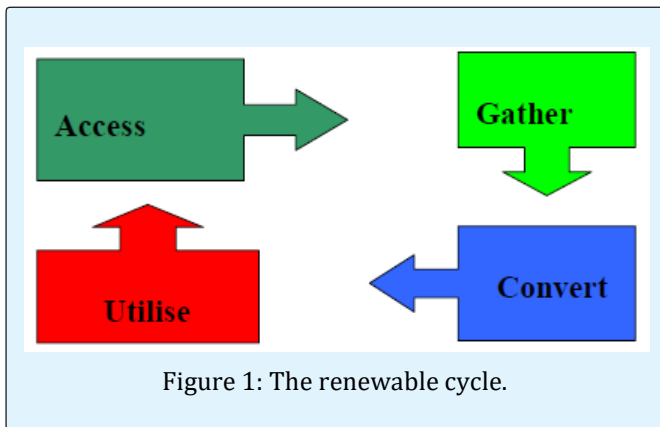 Access
Gather
Utilise
Convert
Figure 1: The renewable cycle.